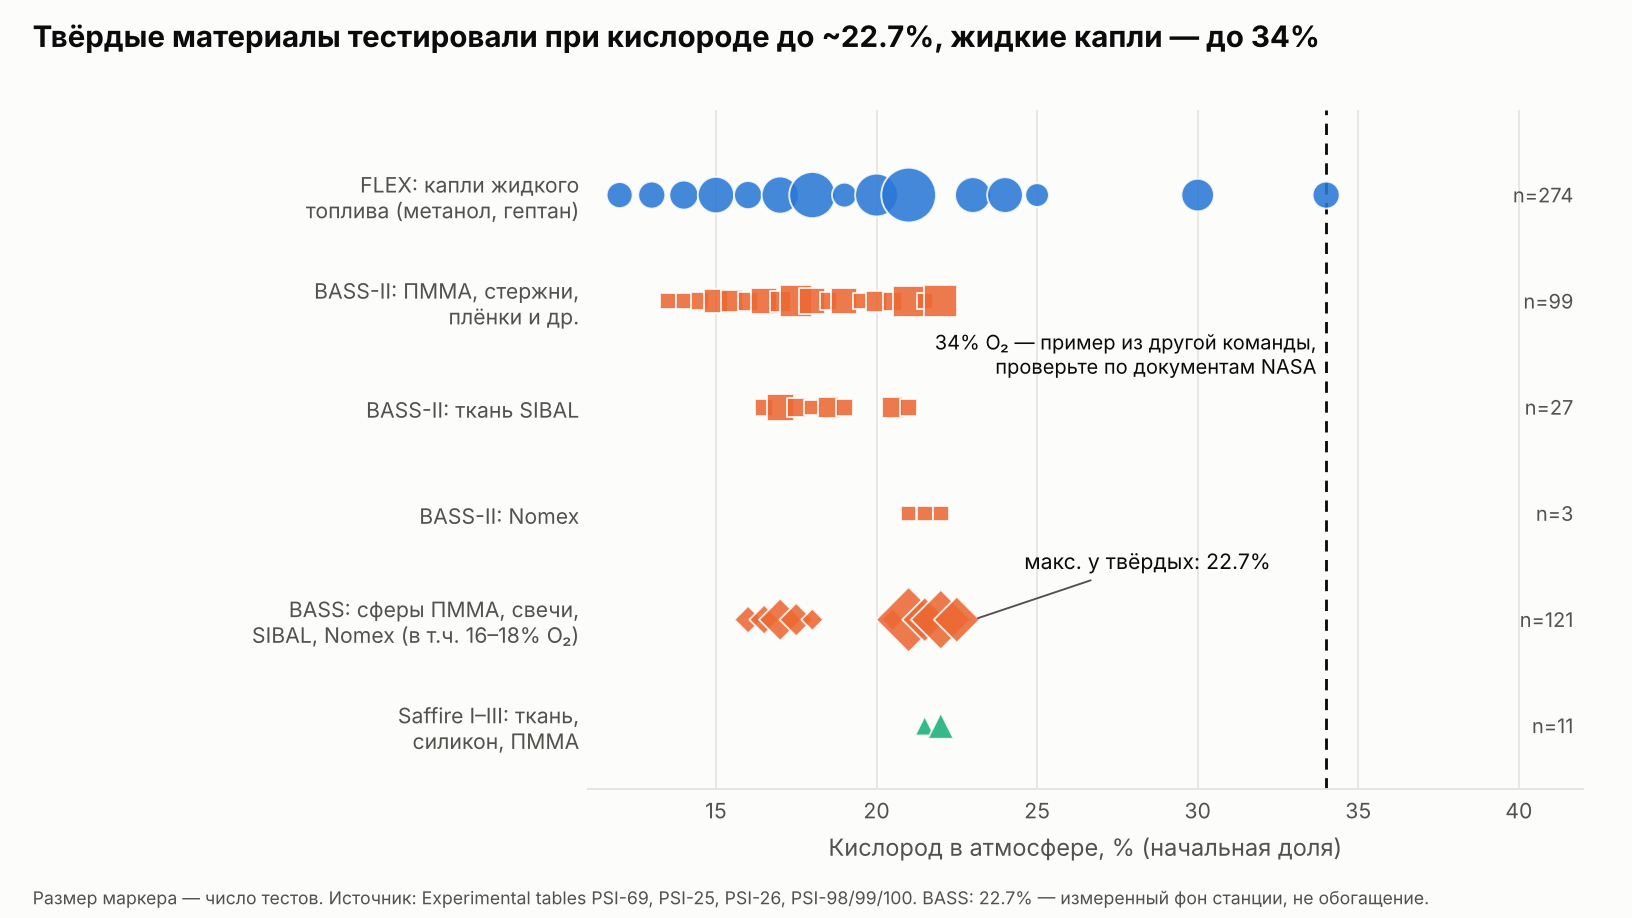 Твёрдые материалы тестировали при кислороде до ~22.7%, жидкие капли — до 34%
FLEX: капли жидкого
топлива (метанол, гептан)
n=274
BASS-II: ПММА, стержни,
плёнки и др.
n=99
34% O₂ — пример из другой команды,
проверьте по документам NASA
BASS-II: ткань SIBAL
n=27
BASS-II: Nomex
n=3
макс. у твёрдых: 22.7%
BASS: сферы ПММА, свечи,
SIBAL, Nomex (в т.ч. 16–18% O₂)
n=121
Saffire I–III: ткань,
силикон, ПММА
n=11
15 20 25 30 35 40
Кислород в атмосфере, % (начальная доля)
Размер маркера — число тестов. Источник: Experimental tables PSI-69, PSI-25, PSI-26, PSI-98/99/100. BASS: 22.7% — измеренный фон станции, не обогащение.